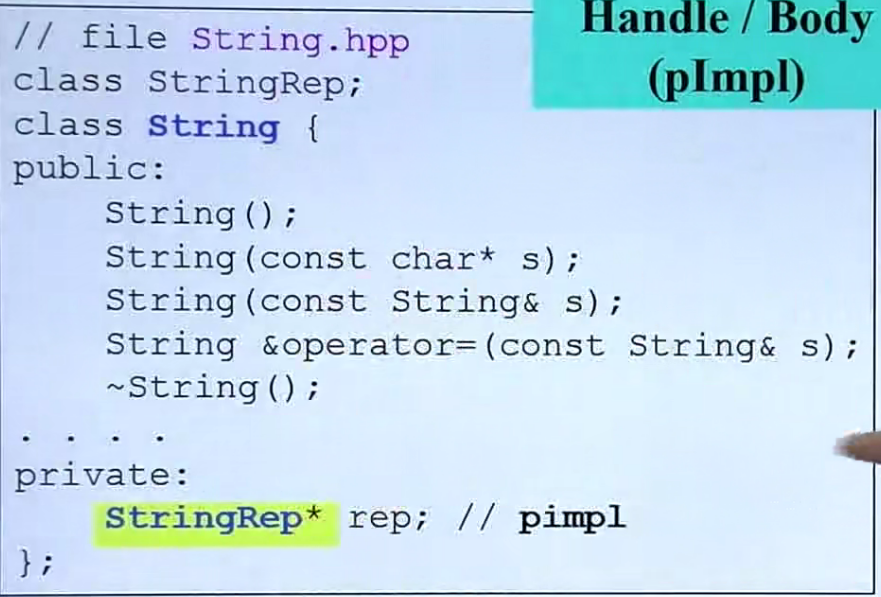 Handle / Body
(pImpl)
// file String.hpp
class StringRep;
class String {
public:
String();
String(const char* s);
String(const String& s);
String &operator=(const String& s);
~String();
. . . .
private:
StringRep* rep; // pimpl
};